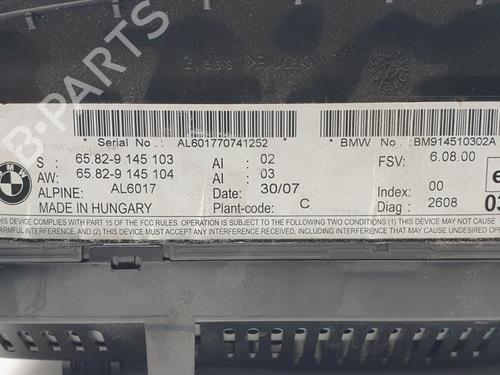 * Serial No . : AL601770741252 * BMW No. : BM914510302A *
S : 65.82-9 145 103 AI : 02 FSV: 6.08.00
AW: 65.82-9 145 104 AI : 03
ALPINE: AL6017 Date: 30/07 Index: 00
MADE IN HUNGARY Plant-code: C Diag : 2608 03
THIS DEVICE COMPLIES WITH PART 15 OF THE FCC RULES. OPERATION IS SUBJECT TO THE FOLLOWING TWO CONDITIONS: (1) THIS DEVICE MAY NOT CAUSE
HARMFUL INTERFERENCE, AND (2) THIS DEVICE MUST ACCEPT ANY INTERFERENCE RECEIVED, INCLUDING INTERFERENCE THAT MAY CAUSE UNDESIRED OPERATION.
B-PARTS